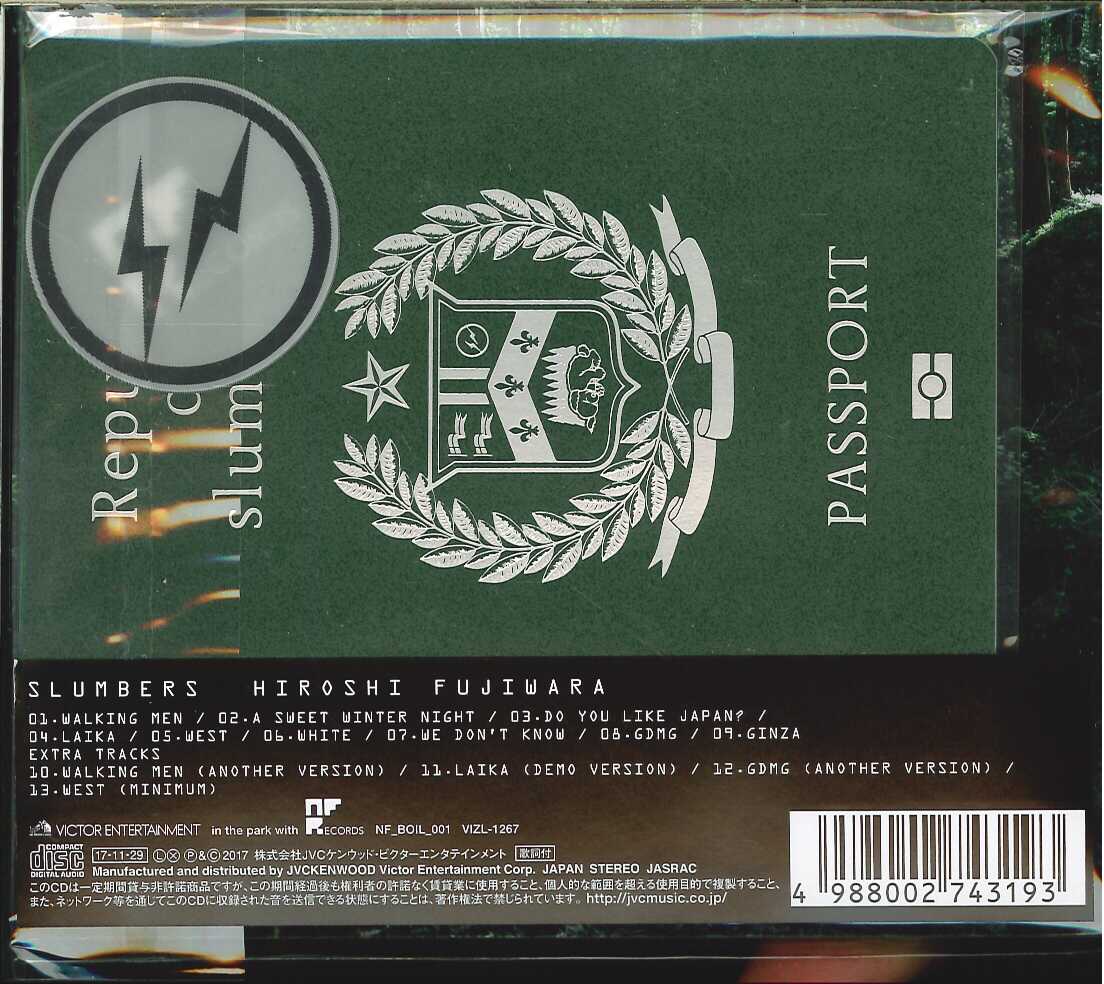 Repu
slum
PASSPORT
SLUMBERS HIROSHI FUJIWARA
01.WALKING MEN / 02.A SWEET WINTER NIGHT / 03.DO YOU LIKE JAPAN? /
04.LAIKA / 05.WEST / 06.WHITE / 07.WE DON'T KNOW / 08.GDMG / 09.GINZA
EXTRA TRACKS
10.WALKING MEN (ANOTHER VERSION) / 11.LAIKA (DEMO VERSION) / 12.GDMG (ANOTHER VERSION) /
13.WEST (MINIMUM)
VICTOR ENTERTAINMENT in the park with NF RECORDS NF_BOIL_001 VIZL-1267
COMPACT disc DIGITAL AUDIO 17-11-29 Ⓛ Ⓧ Ⓟ&Ⓒ 2017 株式会社JVCケンウッド・ビクターエンタテインメント 歌詞付
Manufactured and distributed by JVCKENWOOD Victor Entertainment Corp. JAPAN STEREO JASRAC
このCDは一定期間貸与非許諾商品ですが、この期間経過後も権利者の許諾なく賃貸業に使用すること、個人的な範囲を超える使用目的で複製すること、
また、ネットワーク等を通じてこのCDに収録された音を送信できる状態にすることは、著作権法で禁じられています。http://jvcmusic.co.jp/
4 988002 743193